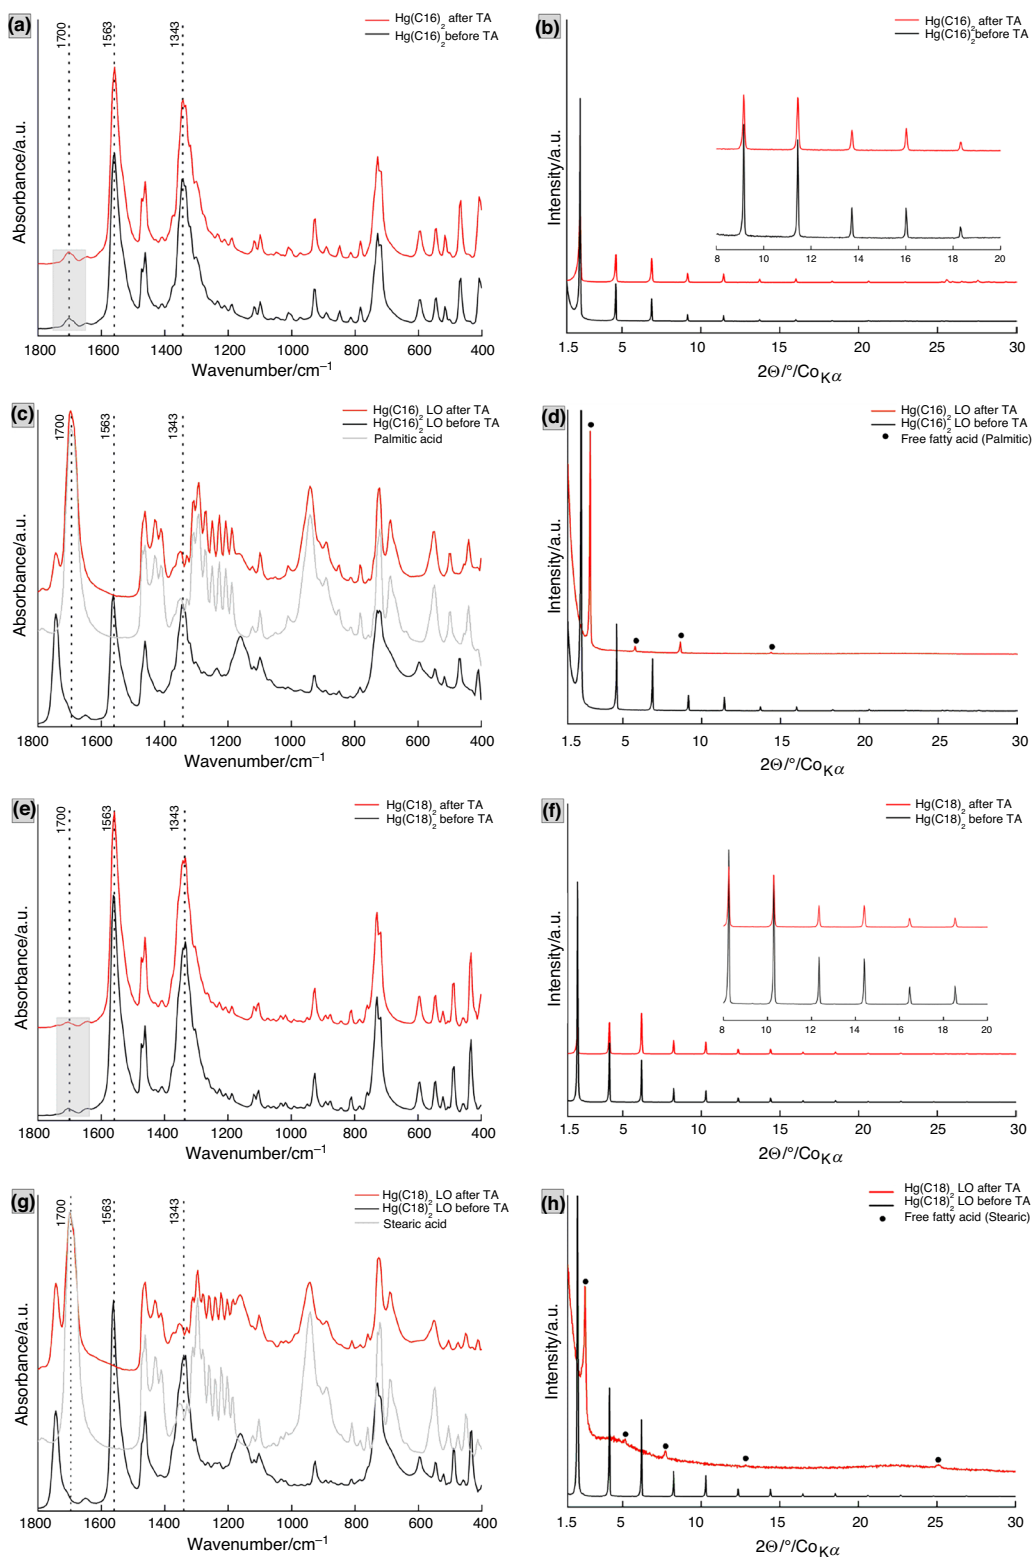 (a)
1700
1563
1343
Hg(C16)2 after TA
Hg(C16)2 before TA
Absorbance/a.u.
1800 1600 1400 1200 1000 800 600 400
Wavenumber/cm−1
(b)
Hg(C16)2 after TA
Hg(C16)2 before TA
Intensity/a.u.
8 10 12 14 16 18 20
1.5 5 10 15 20 25 30
2Θ/°/CoKα
(c)
1700
1563
1343
Hg(C16)2 LO after TA
Hg(C16)2 LO before TA
Palmitic acid
Absorbance/a.u.
1800 1600 1400 1200 1000 800 600 400
Wavenumber/cm−1
(d)
Hg(C16)2 LO after TA
Hg(C16)2 LO before TA
Free fatty acid (Palmitic)
Intensity/a.u.
1.5 5 10 15 20 25 30
2Θ/°/CoKα
(e)
1700
1563
1343
Hg(C18)2 after TA
Hg(C18)2 before TA
Absorbance/a.u.
1800 1600 1400 1200 1000 800 600 400
Wavenumber/cm−1
(f)
Hg(C18)2 after TA
Hg(C18)2 before TA
Intensity/a.u.
8 10 12 14 16 18 20
1.5 5 10 15 20 25 30
2Θ/°/CoKα
(g)
1700
1563
1343
Hg(C18)2 LO after TA
Hg(C18)2 LO before TA
Stearic acid
Absorbance/a.u.
1800 1600 1400 1200 1000 800 600 400
Wavenumber/cm−1
(h)
Hg(C18)2 LO after TA
Hg(C18)2 LO before TA
Free fatty acid (Stearic)
Intensity/a.u.
1.5 5 10 15 20 25 30
2Θ/°/CoKα